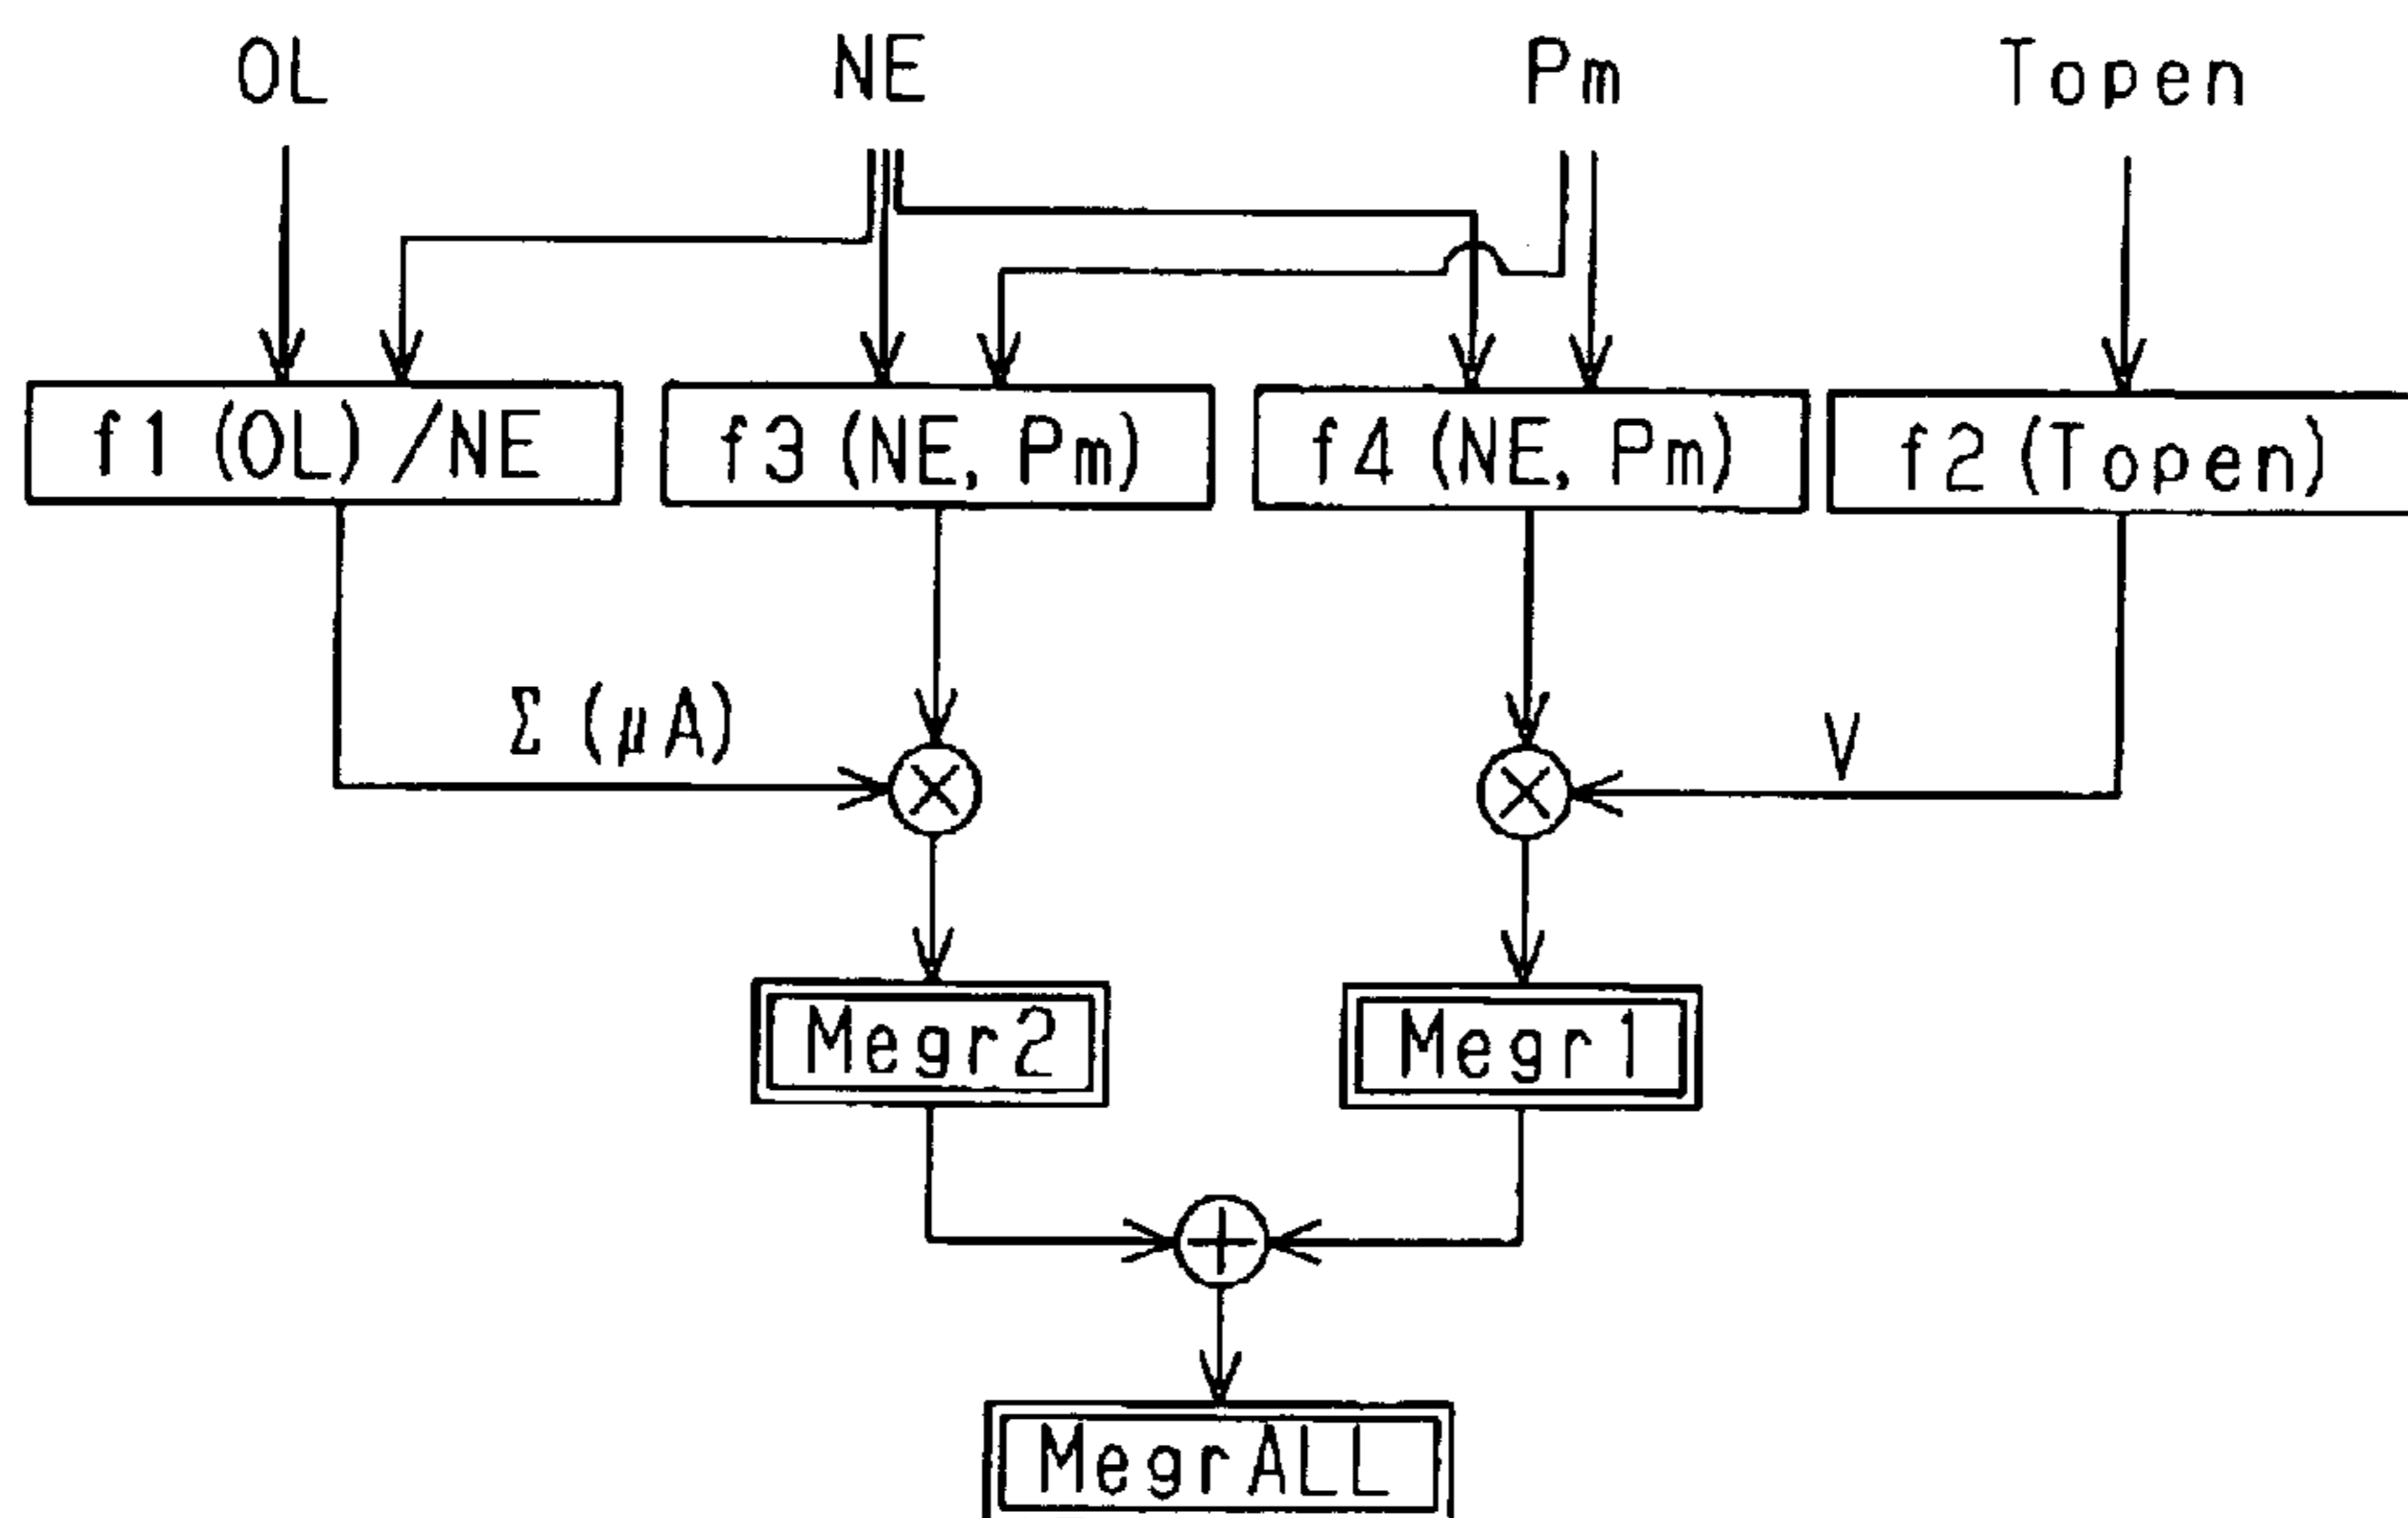 OL NE Pm Topen
f1(OL)/NE f3(NE, Pm) f4(NE, Pm) f2(Topen)
Σ(μA) V
Megr2 Megr1
MegrALL